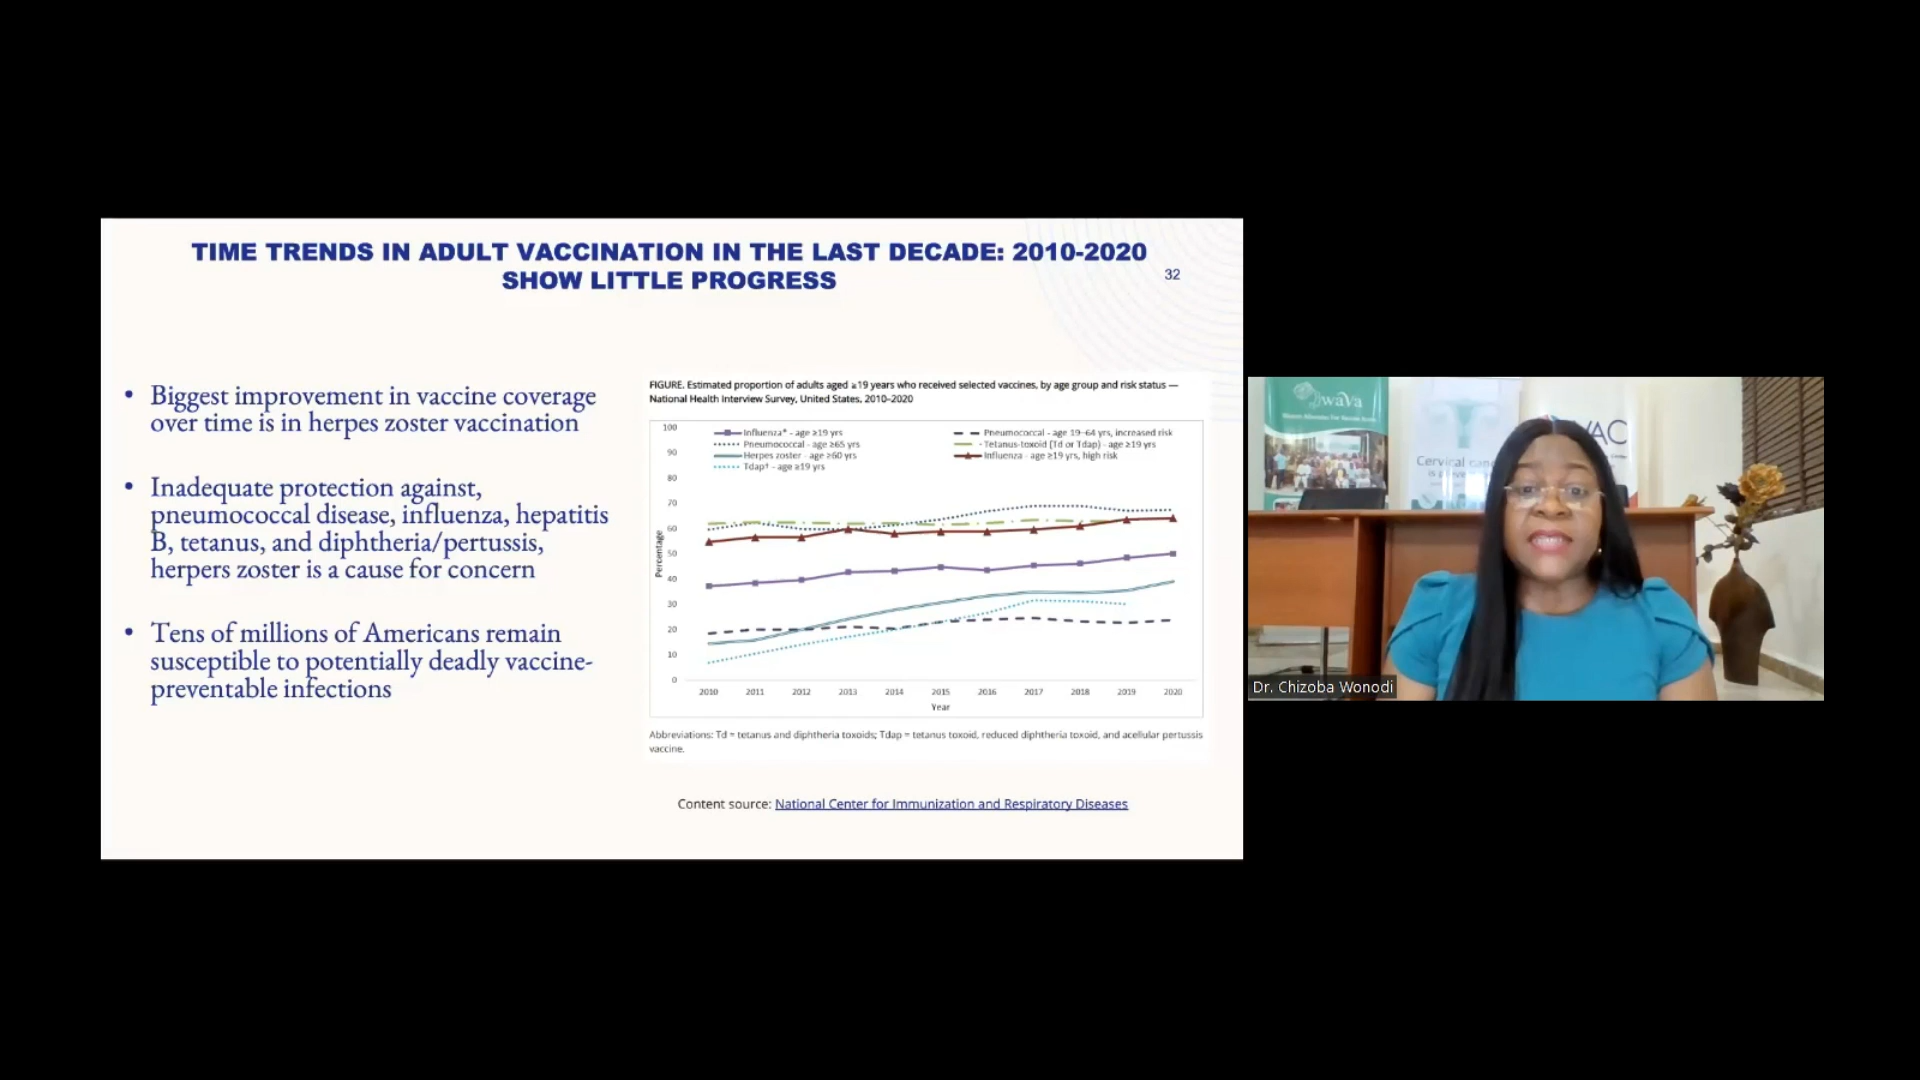 TIME TRENDS IN ADULT VACCINATION IN THE LAST DECADE: 2010-2020
SHOW LITTLE PROGRESS
32
• Biggest improvement in vaccine coverage
over time is in herpes zoster vaccination
• Inadequate protection against,
pneumococcal disease, influenza, hepatitis
B, tetanus, and diphtheria/pertussis,
herpers zoster is a cause for concern
• Tens of millions of Americans remain
susceptible to potentially deadly vaccine-
preventable infections
FIGURE. Estimated proportion of adults aged ≥19 years who received selected vaccines, by age group and risk status —
National Health Interview Survey, United States, 2010–2020
Influenza* - age ≥19 yrs
Pneumococcal - age ≥65 yrs
Herpes zoster - age ≥60 yrs
Tdap† - age ≥19 yrs
Pneumococcal - age 19–64 yrs, increased risk
Tetanus-toxoid (Td or Tdap) - age ≥19 yrs
Influenza - age ≥19 yrs, high risk
Percentage
100
90
80
70
60
50
40
30
20
10
0
2010 2011 2012 2013 2014 2015 2016 2017 2018 2019 2020
Year
Abbreviations: Td = tetanus and diphtheria toxoids; Tdap = tetanus toxoid, reduced diphtheria toxoid, and acellular pertussis
vaccine.
Content source: National Center for Immunization and Respiratory Diseases
wava
Cervical
VAC
Dr. Chizoba Wonodi